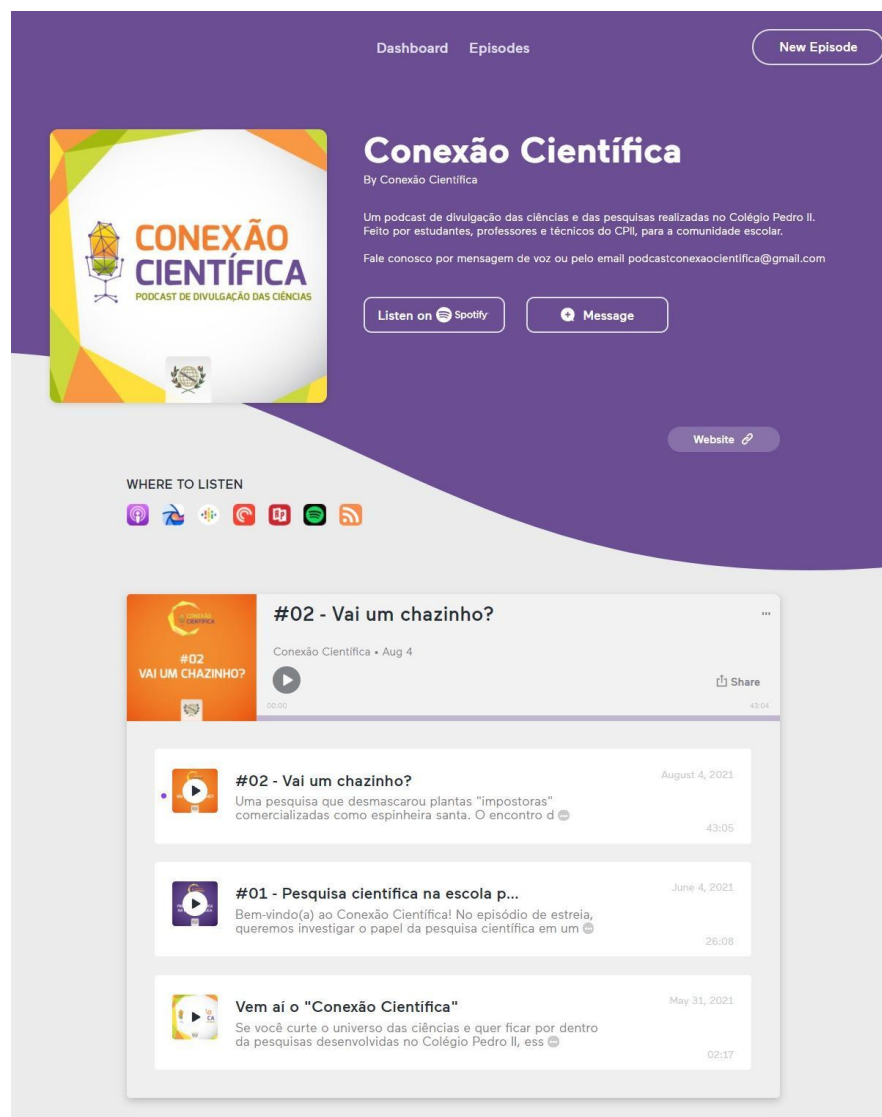 Dashboard Episodes
New Episode
CONEXÃO
CIENTÍFICA
PODCAST DE DIVULGAÇÃO DAS CIÊNCIAS
Conexão Científica
By Conexão Científica
Um podcast de divulgação das ciências e das pesquisas realizadas no Colégio Pedro II.
Feito por estudantes, professores e técnicos do CPII, para a comunidade escolar.
Fale conosco por mensagem de voz ou pelo email podcastconexaocientifica@gmail.com
Listen on Spotify
Message
Website
WHERE TO LISTEN
CONEXÃO
CIENTÍFICA
#02
VAI UM CHAZINHO?
#02 - Vai um chazinho?
...
Conexão Científica • Aug 4
Share
00:00
43:04
#02 - Vai um chazinho?
August 4, 2021
Uma pesquisa que desmascarou plantas "impostoras"
comercializadas como espinheira santa. O encontro d
43:05
#01 - Pesquisa científica na escola p...
June 4, 2021
Bem-vindo(a) ao Conexão Científica! No episódio de estreia,
queremos investigar o papel da pesquisa científica em um
26:08
Vem aí o "Conexão Científica"
May 31, 2021
Se você curte o universo das ciências e quer ficar por dentro
da pesquisas desenvolvidas no Colégio Pedro II, ess
02:17